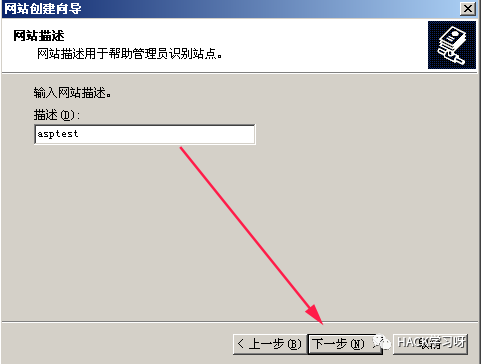 网站创建向导
网站描述
网站描述用于帮助管理员识别站点。
输入网站描述。
描述(D):
asptest
< 上一步(B) 下一步(N) > 取消
HACK学习呀